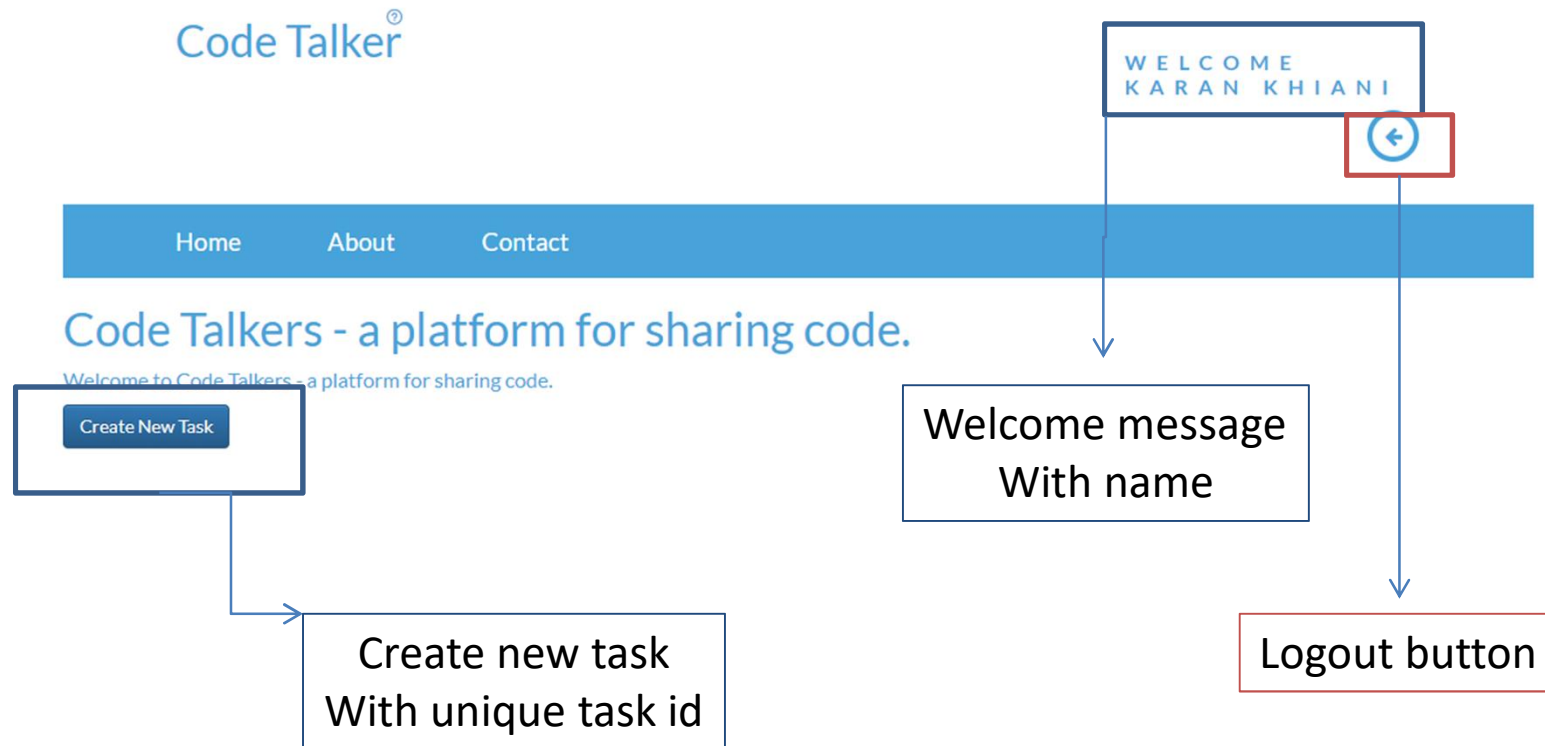 Code Talker
WELCOME
KARAN KHIANI
Home About Contact
Code Talkers - a platform for sharing code.
Welcome to Code Talkers - a platform for sharing code.
Create New Task
Welcome message
With name
Create new task
With unique task id
Logout button